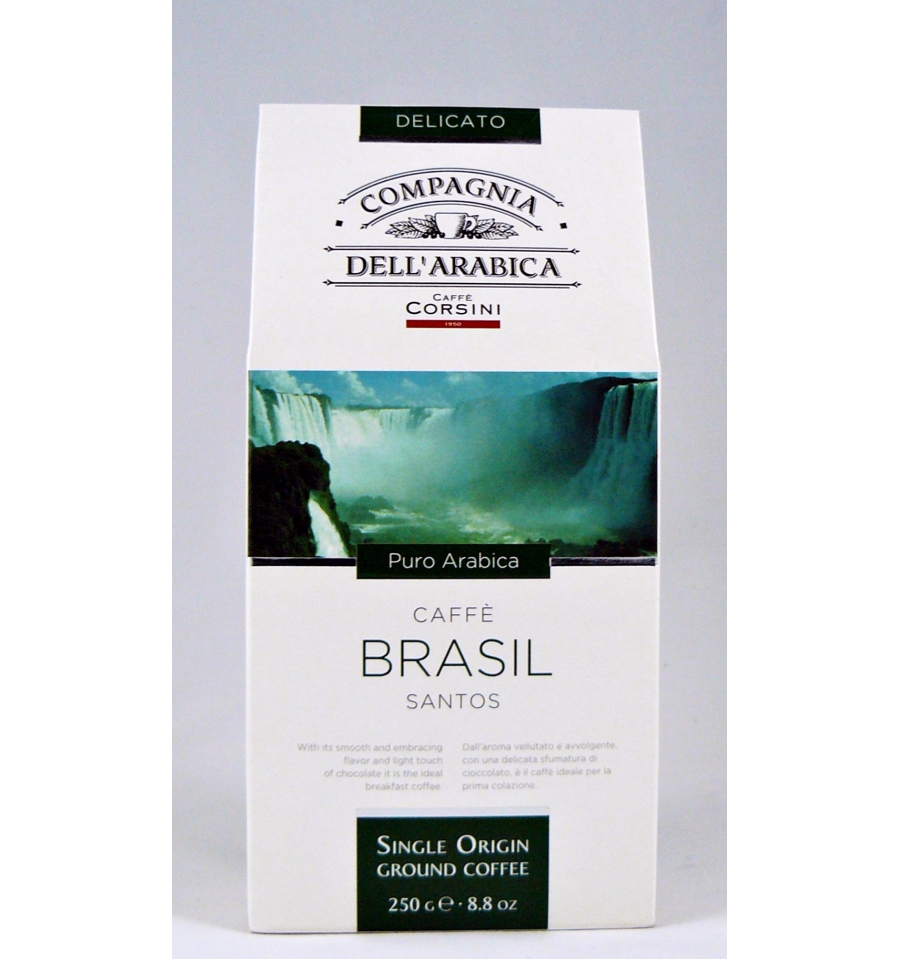 DELICATO
COMPAGNIA
DELL'ARABICA
CAFFÈ
CORSINI
1950
Puro Arabica
CAFFÈ
BRASIL
SANTOS
With its smooth and embracing
flavor and light touch
of chocolate it is the ideal
breakfast coffee.
Dall'aroma vellutato e avvolgente,
con una delicata sfumatura di
cioccolato, è il caffè ideale per la
prima colazione.
SINGLE ORIGIN
GROUND COFFEE
250 G ℮ · 8.8 OZ